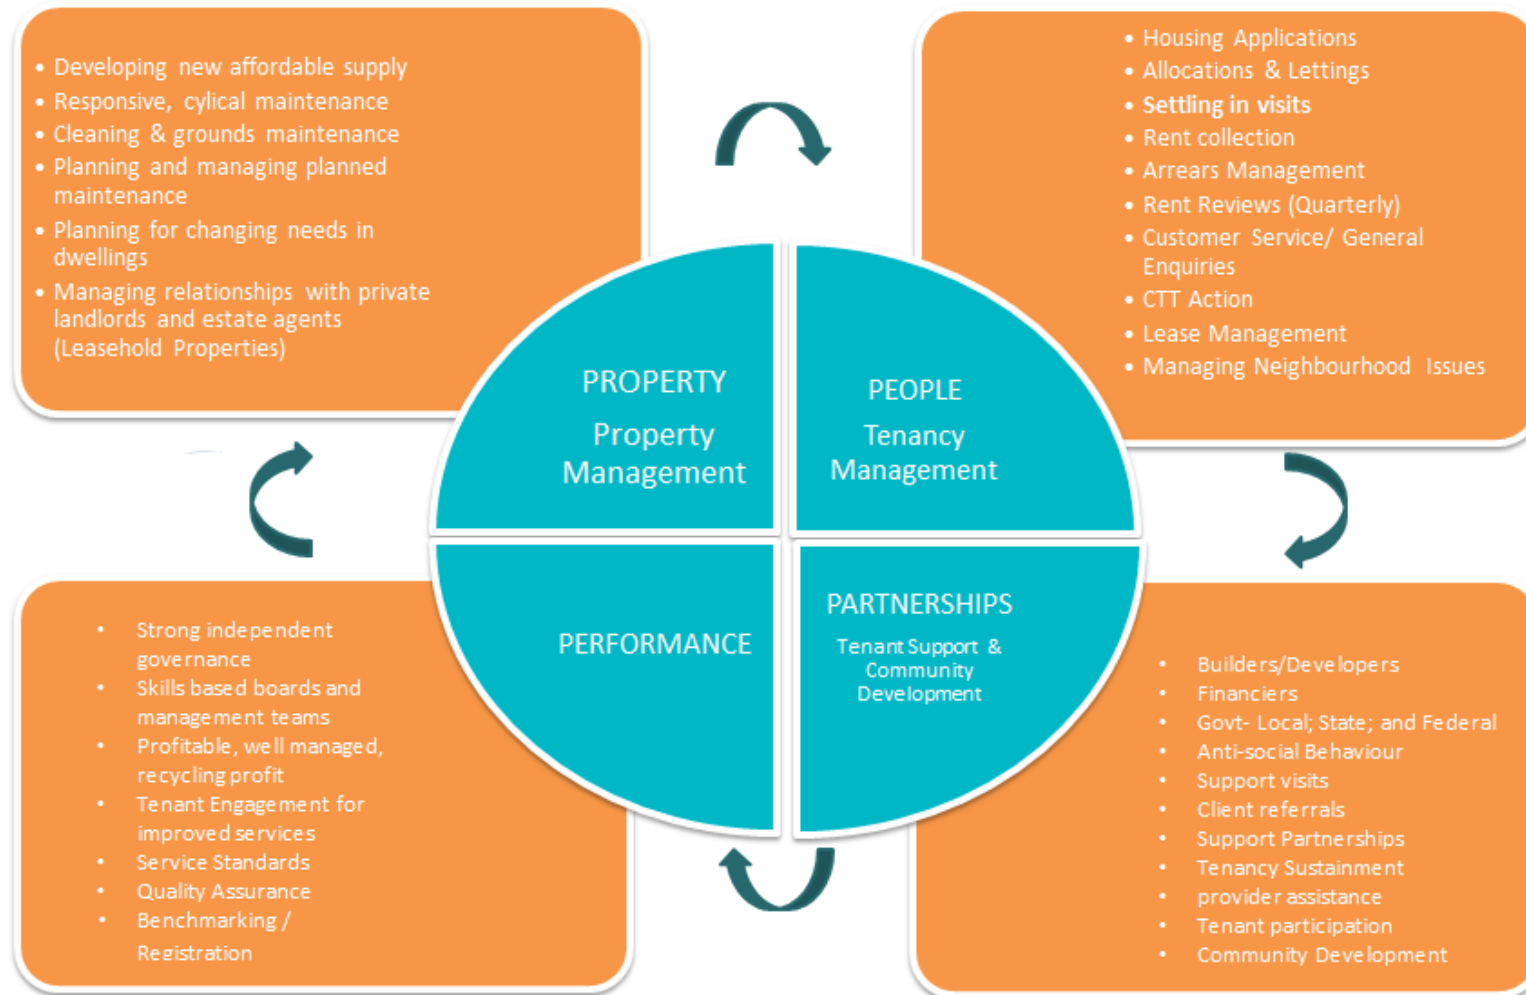 • Developing new affordable supply
• Responsive, cylical maintenance
• Cleaning & grounds maintenance
• Planning and managing planned
maintenance
• Planning for changing needs in
dwellings
• Managing relationships with private
landlords and estate agents
(Leasehold Properties)
• Housing Applications
• Allocations & Lettings
• Settling in visits
• Rent collection
• Arrears Management
• Rent Reviews (Quarterly)
• Customer Service/ General
Enquiries
• CTT Action
• Lease Management
• Managing Neighbourhood Issues
PROPERTY
Property
Management
PEOPLE
Tenancy
Management
PERFORMANCE
PARTNERSHIPS
Tenant Support &
Community
Development
• Strong independent
governance
• Skills based boards and
management teams
• Profitable, well managed,
recycling profit
• Tenant Engagement for
improved services
• Service Standards
• Quality Assurance
• Benchmarking /
Registration
• Builders/Developers
• Financiers
• Govt- Local; State; and Federal
• Anti-social Behaviour
• Support visits
• Client referrals
• Support Partnerships
• Tenancy Sustainment
• provider assistance
• Tenant participation
• Community Development